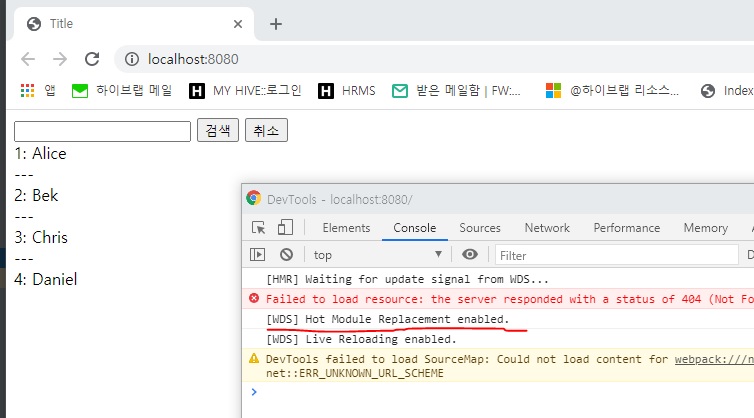 Title
localhost:8080
앱
하이브랩 메일
MY HIVE::로그인
HRMS
받은 메일함 | FW:...
@하이브랩 리소스...
Index
검색
취소
1: Alice
---
2: Bek
---
3: Chris
---
4: Daniel
DevTools - localhost:8080/
Elements Console Sources Network Performance Memory
top
Filter
[HMR] Waiting for update signal from WDS...
Failed to load resource: the server responded with a status of 404 (Not Fo
[WDS] Hot Module Replacement enabled.
[WDS] Live Reloading enabled.
DevTools failed to load SourceMap: Could not load content for webpack:///n
net::ERR_UNKNOWN_URL_SCHEME